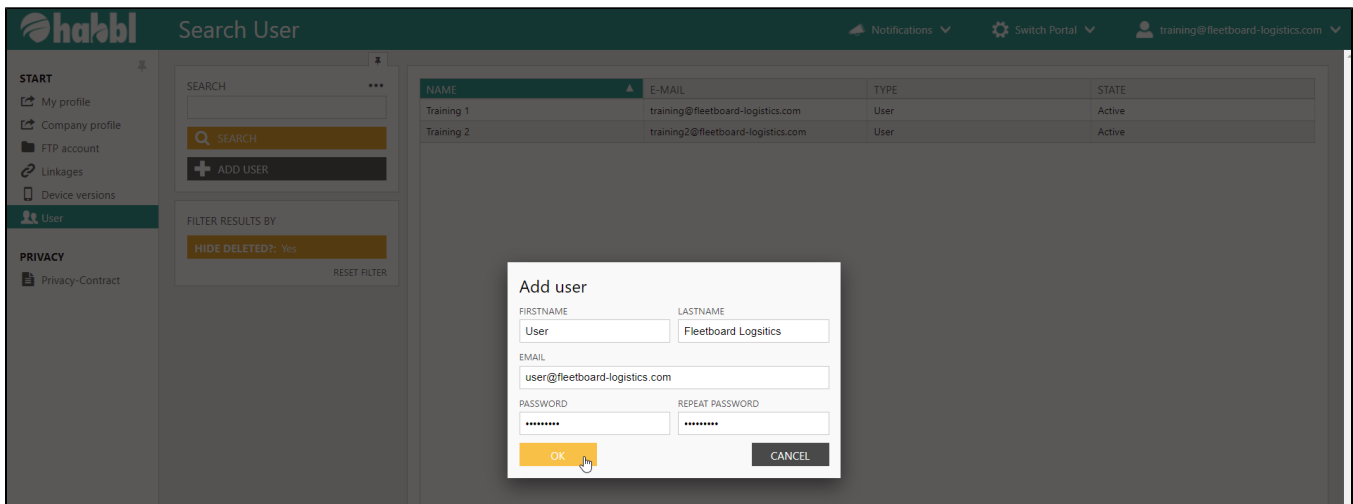 habbl
Search User
Notifications
Switch Portal
training@fleetboard-logistics.com
START
My profile
Company profile
FTP account
Linkages
Device versions
User
PRIVACY
Privacy-Contract
SEARCH
SEARCH
ADD USER
FILTER RESULTS BY
HIDE DELETED?: Yes
RESET FILTER
NAME E-MAIL TYPE STATE
Training 1 training@fleetboard-logistics.com User Active
Training 2 training2@fleetboard-logistics.com User Active
Add user
FIRSTNAME LASTNAME
User Fleetboard Logsitics
EMAIL
user@fleetboard-logistics.com
PASSWORD REPEAT PASSWORD
••••••••• •••••••••
OK CANCEL